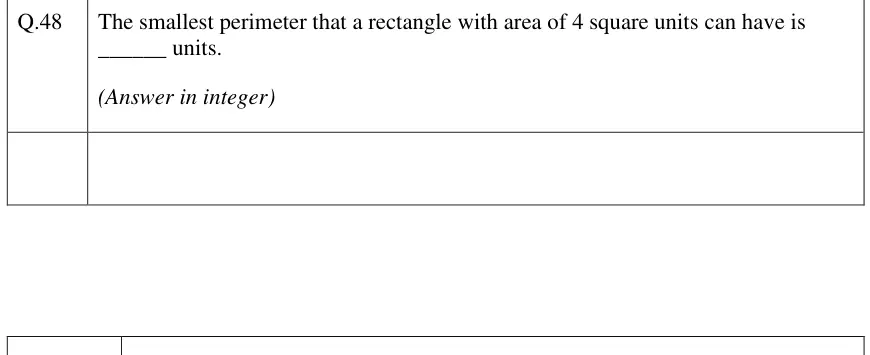 Q.48 The smallest perimeter that a rectangle with area of 4 square units can have is
______ units.
(Answer in integer)